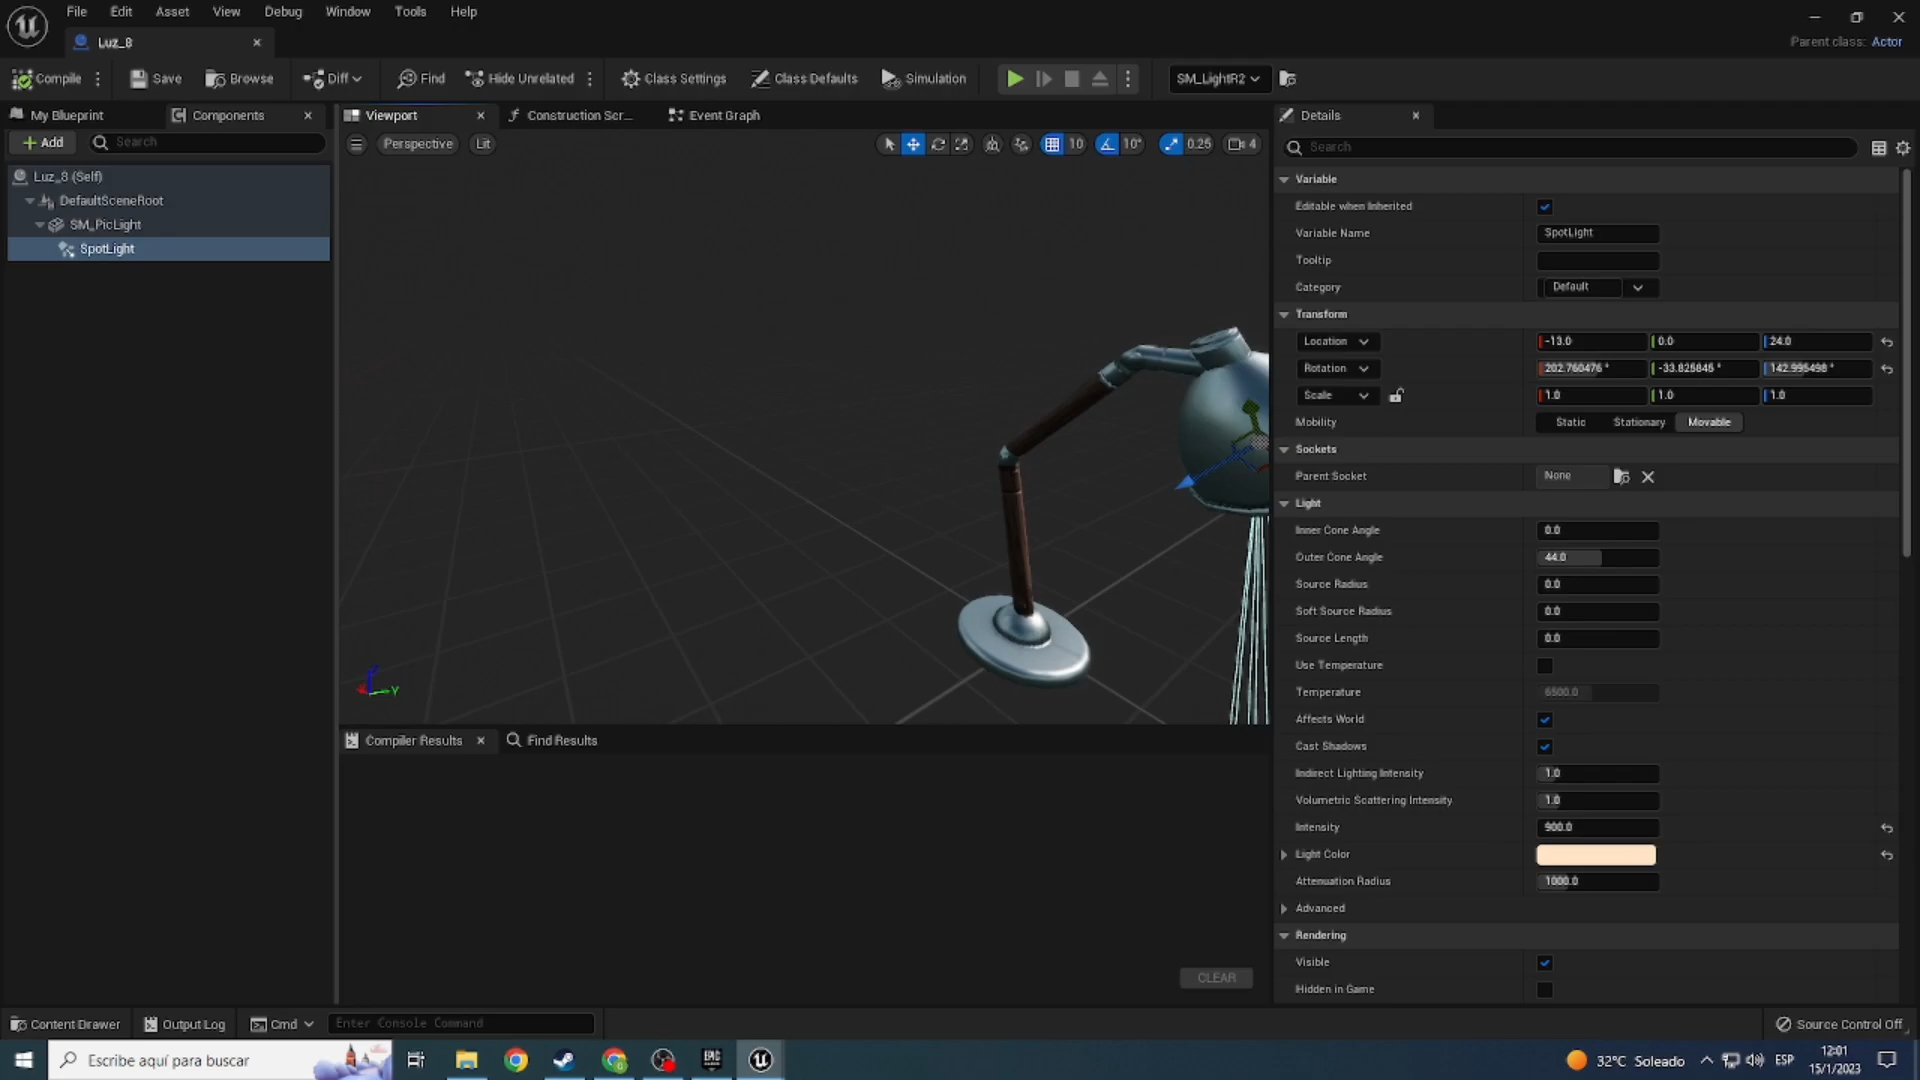 File Edit Asset View Debug Window Tools Help
Luz_8
Parent class: Actor
Compile Save Browse Diff Find Hide Unrelated Class Settings Class Defaults Simulation SM_LightR2
My Blueprint Components Viewport Construction Scr... Event Graph Details
Add Search Perspective Lit 10 10° 0.25 4 Search
Luz_8 (Self)
DefaultSceneRoot
SM_PicLight
SpotLight
Variable
Editable when Inherited
Variable Name SpotLight
Tooltip
Category Default
Transform
Location -13.0 0.0 24.0
Rotation 202.760476° -33.825845° 142.995498°
Scale 1.0 1.0 1.0
Mobility Static Stationary Movable
Sockets
Parent Socket None
Light
Inner Cone Angle 0.0
Outer Cone Angle 44.0
Source Radius 0.0
Soft Source Radius 0.0
Source Length 0.0
Use Temperature
Temperature 6500.0
Affects World
Cast Shadows
Indirect Lighting Intensity 1.0
Volumetric Scattering Intensity 1.0
Intensity 900.0
Light Color
Attenuation Radius 1000.0
Advanced
Rendering
Visible
Hidden in Game
Y
Compiler Results Find Results
CLEAR
Content Drawer Output Log Cmd Enter Console Command Source Control Off
Escribe aquí para buscar
EPIC
32°C Soleado ESP 12:01
15/1/2023